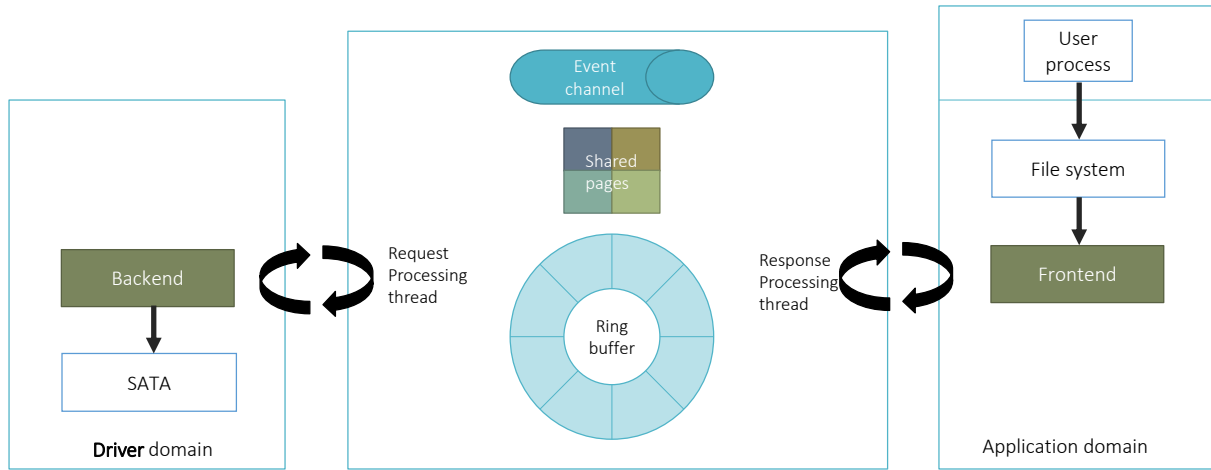 Backend
SATA
Driver domain
Event
channel
Shared
pages
Request
Processing
thread
Ring
buffer
Response
Processing
thread
User
process
File system
Frontend
Application domain